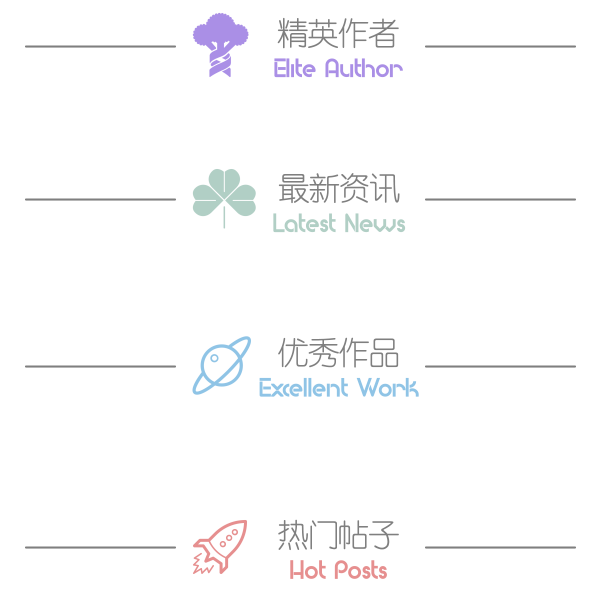 精英作者
Elite Author
最新资讯
Latest News
优秀作品
Excellent Work
热门帖子
Hot Posts